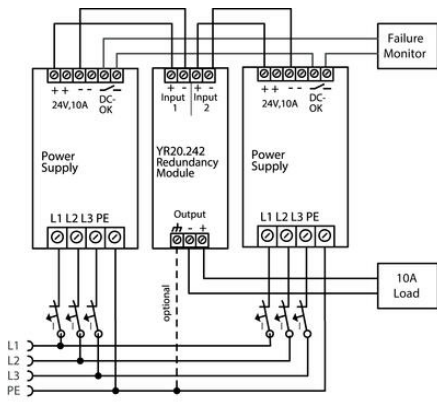 Failure
Monitor
+ + - -
24V,10A
DC-
OK
+ - + -
Input
1
Input
2
+ + - -
24V,10A
DC-
OK
Power
Supply
YR20.242
Redundancy
Module
Power
Supply
L1 L2 L3 PE
Output
- +
L1 L2 L3 PE
optional
10A
Load
I
I
I
I
I
I
L1
L2
L3
PE